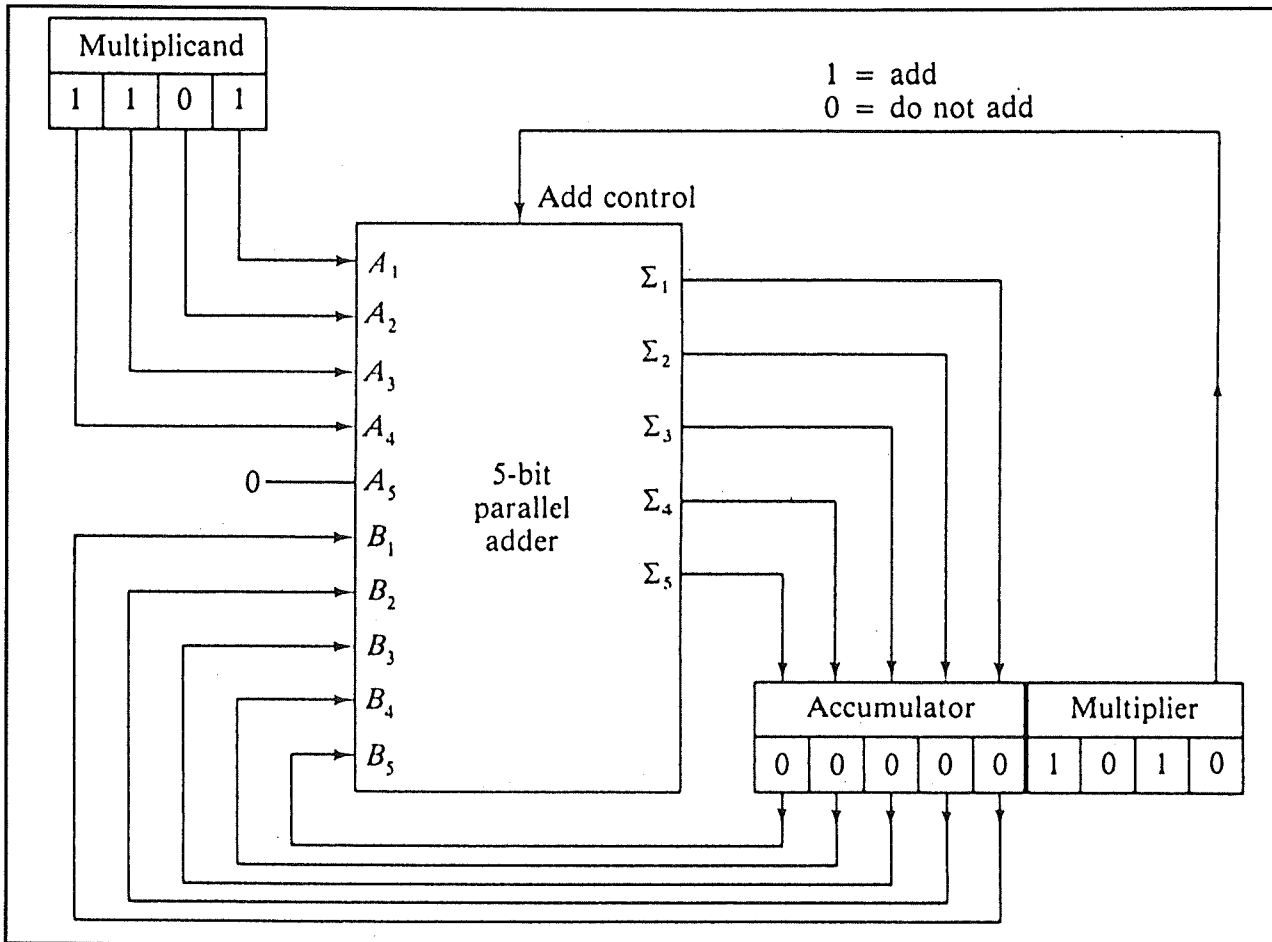 Multiplicand
1 1 0 1
1 = add
0 = do not add
Add control
A₁
A₂
A₃
A₄
0 A₅
B₁
B₂
B₃
B₄
B₅
5-bit
parallel
adder
Σ₁
Σ₂
Σ₃
Σ₄
Σ₅
Accumulator Multiplier
0 0 0 0 0 1 0 1 0